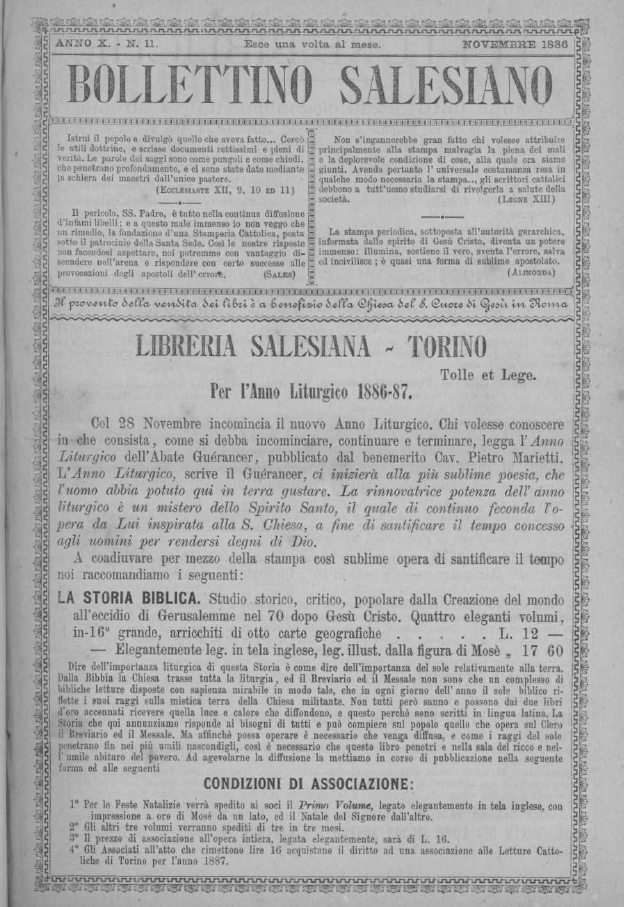 ANNO X. - N. 11. Esce una volta al mese. NOVEMBRE 1886
BOLLETTINO SALESIANO
Istruì il popolo e divulgò quello che aveva fatto... Cercò
le utili dottrine, e scrisse documenti rettissimi e pieni di
verità. Le parole dei saggi sono come pungoli e come chiodi,
che penetrano profondamente, e ci sono state date mediante
la schiera dei maestri dall'unico pastore.
(ECCLESIASTE XII, 9, 10 ED 11)
Il pericolo, SS. Padre, è tutto nella continua diffusione
d'infami libelli; e a questo male immenso io non veggo che
un rimedio, la fondazione d'una Stamperia Cattolica, posta
sotto il patrocinio della Santa Sede. Così le nostre risposte
non facendosi aspettare, noi potremmo con vantaggio di-
scendere nell'arena e rispondere con certo successo alle
provocazioni degli apostoli dell'errore. (SALES)
Non s'ingannerebbe gran fatto chi volesse attribuire
principalmente alla stampa malvagia la piena dei mali
e la deplorevole condizione di cose, alla quale ora siamo
giunti. Avendo pertanto l'universale costumanza resa in
qualche modo necessaria la stampa..., gli scrittori cattolici
debbono a tutt'uomo studiarsi di rivolgerla a salute della
società. (LEONE XIII)
La stampa periodica, sottoposta all'autorità gerarchica,
informata dallo spirito di Gesù Cristo, diventa un potere
immenso: illumina, sostiene il vero, sventa l'errore, salva
ed incivilisce; è quasi una forma di sublime apostolato.
(ALIMONDA)
Il provento della vendita dei libri è a benefizio della Chiesa del S. Cuore di Gesù in Roma
LIBRERIA SALESIANA - TORINO
Tolle et Lege.
Per l'Anno Liturgico 1886-87.
Col 28 Novembre incomincia il nuovo Anno Liturgico. Chi volesse conoscere
in che consista, come si debba incominciare, continuare e terminare, legga l'Anno
Liturgico dell'Abate Guérancer, pubblicato dal benemerito Cav. Pietro Marietti.
L'Anno Liturgico, scrive il Guérancer, ci inizierà alla più sublime poesia, che
l'uomo abbia potuto qui in terra gustare. La rinnovatrice potenza dell'anno
liturgico è un mistero dello Spirito Santo, il quale di continuo feconda l'o-
pera da Lui inspirata alla S. Chiesa, a fine di santificare il tempo concesso
agli uomini per rendersi degni di Dio.
A coadiuvare per mezzo della stampa così sublime opera di santificare il tempo
noi raccomandiamo i seguenti:
LA STORIA BIBLICA. Studio storico, critico, popolare dalla Creazione del mondo
all'eccidio di Gerusalemme nel 70 dopo Gesù Cristo. Quattro eleganti volumi,
in-16° grande, arricchiti di otto carte geografiche . . . . . L. 12 —
— Elegantemente leg. in tela inglese, leg. illust. dalla figura di Mosè „ 17 60
Dire dell'importanza liturgica di questa Storia è come dire dell'importanza del sole relativamente alla terra.
Dalla Bibbia la Chiesa trasse tutta la liturgia, ed il Breviario ed il Messale non sono che un complesso di
bibliche letture disposte con sapienza mirabile in modo tale, che in ogni giorno dell'anno il sole biblico ri-
flette i suoi raggi sulla mistica terra della Chiesa militante. Non tutti però sanno e possono dai due libri
d'oro accennati ricevere quella luce e calore che diffondono, e questo perchè sono scritti in lingua latina. La
Storia che qui annunziamo risponde ai bisogni di tutti e può compiere sul popolo quello che opera sul Clero
il Breviario ed il Messale. Ma affinchè possa operare è necessario che venga diffusa, e come i raggi del sole
penetrano fin nei più umili nascondigli, così è necessario che questo libro penetri e nella sala del ricco e nel-
l'umile abituro del povero. Ad agevolarne la diffusione la mettiamo in corso di pubblicazione nella seguente
forma ed alle seguenti
CONDIZIONI DI ASSOCIAZIONE:
1° Per le Feste Natalizie verrà spedito ai soci il Primo Volume, legato elegantemente in tela inglese, con
impressione a oro di Mosè da un lato, ed il Natale del Signore dall'altro.
2° Gli altri tre volumi verranno spediti di tre in tre mesi.
3° Il prezzo di associazione all'opera intiera, legata elegantemente, sarà di L. 16.
4° Gli Associati all'atto che rimettono lire 16 acquistano il diritto ad una associazione alle Letture Catto-
liche di Torino per l'anno 1887.